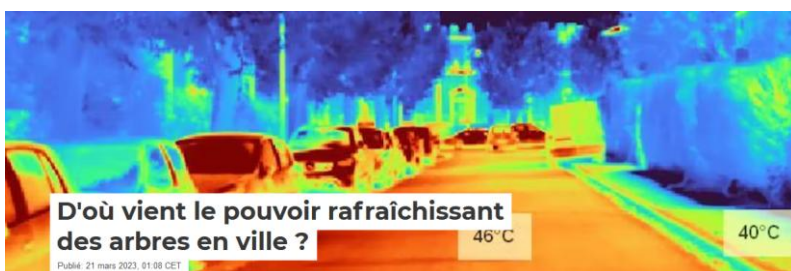 D'où vient le pouvoir rafraîchissant
des arbres en ville ?
46°C
40°C
Publié: 21 mars 2023, 01:08 CET